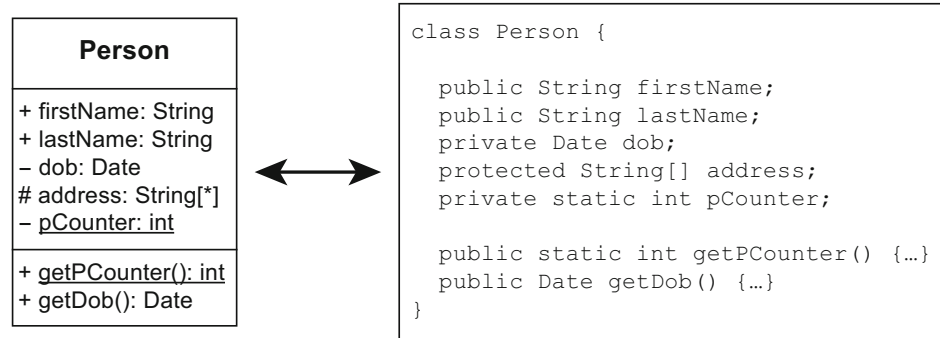 Person
+ firstName: String
+ lastName: String
– dob: Date
# address: String[*]
– pCounter: int
+ getPCounter(): int
+ getDob(): Date
class Person {
public String firstName;
public String lastName;
private Date dob;
protected String[] address;
private static int pCounter;
public static int getPCounter() {…}
public Date getDob() {…}
}